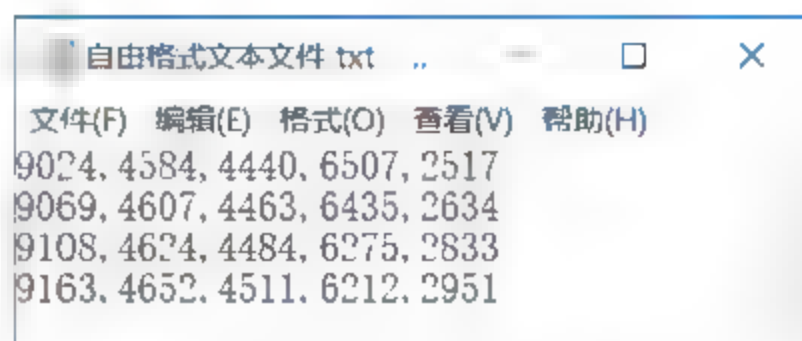 自由格式文本文件 txt ..
文件(F) 编辑(E) 格式(O) 查看(V) 帮助(H)
9024, 4584, 4440, 6507, 2517
9069, 4607, 4463, 6435, 2634
9108, 4624, 4484, 6275, 2833
9163, 4652, 4511, 6212, 2951